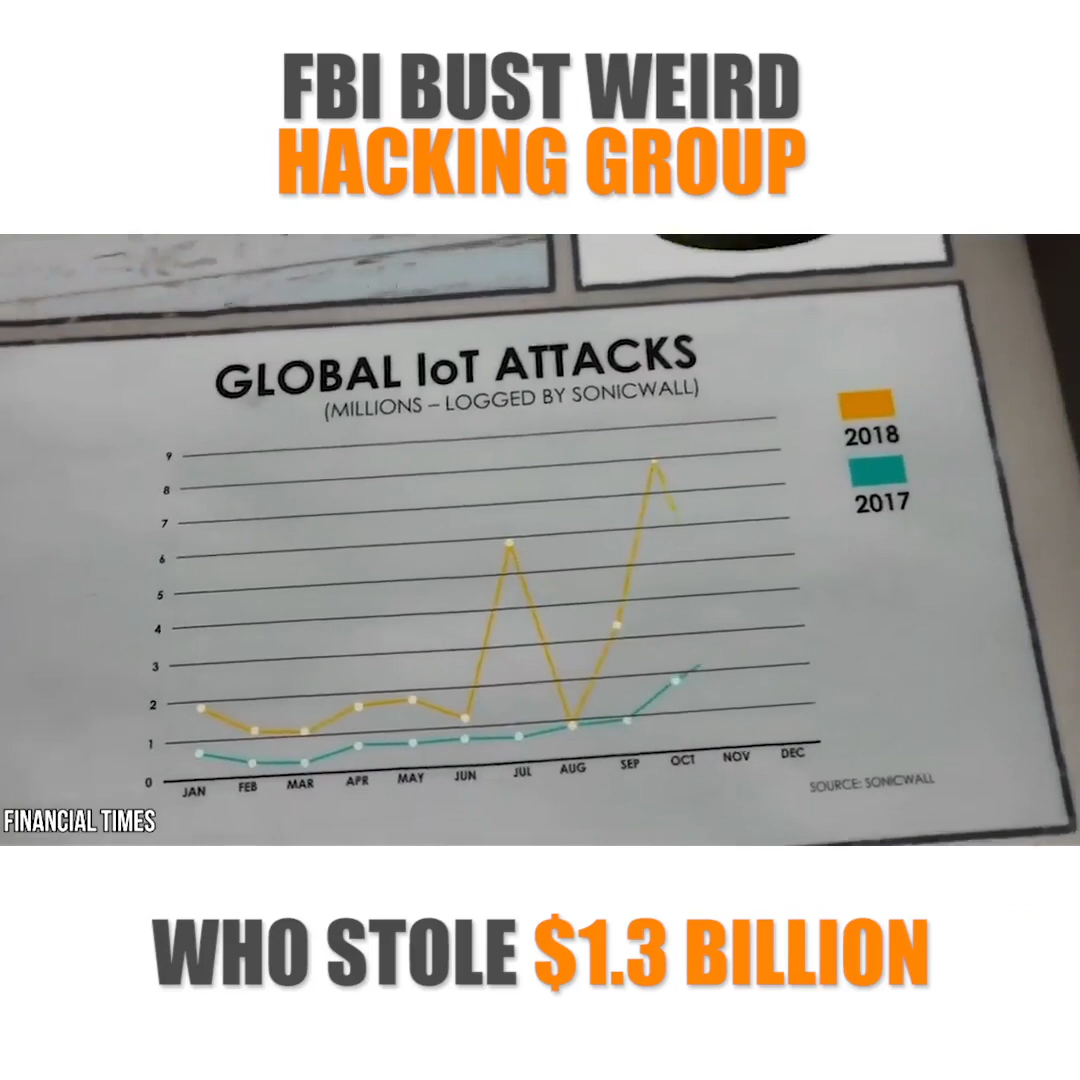 FBI BUST WEIRD
HACKING GROUP
GLOBAL IoT ATTACKS
(MILLIONS – LOGGED BY SONICWALL)
9
8
7
6
5
4
3
2
1
0
JAN FEB MAR APR MAY JUN JUL AUG SEP OCT NOV DEC
2018
2017
SOURCE: SONICWALL
FINANCIAL TIMES
WHO STOLE $1.3 BILLION